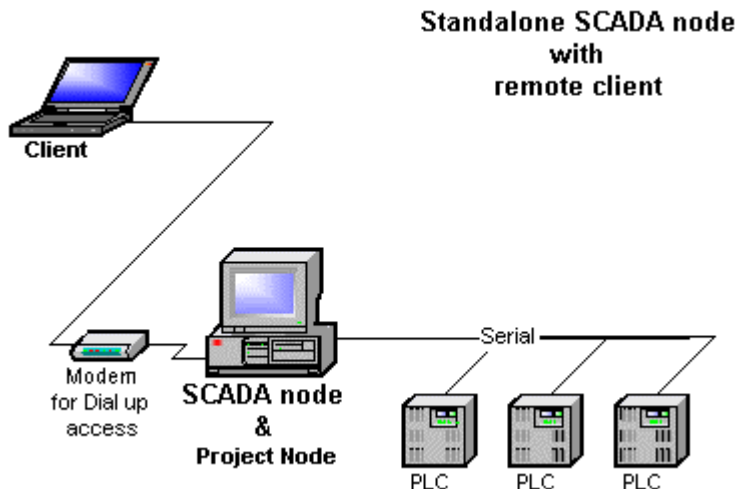 Standalone SCADA node
with
remote client
Client
Serial
Modem
for Dial up
access
SCADA node
&
Project Node
PLC
PLC
PLC